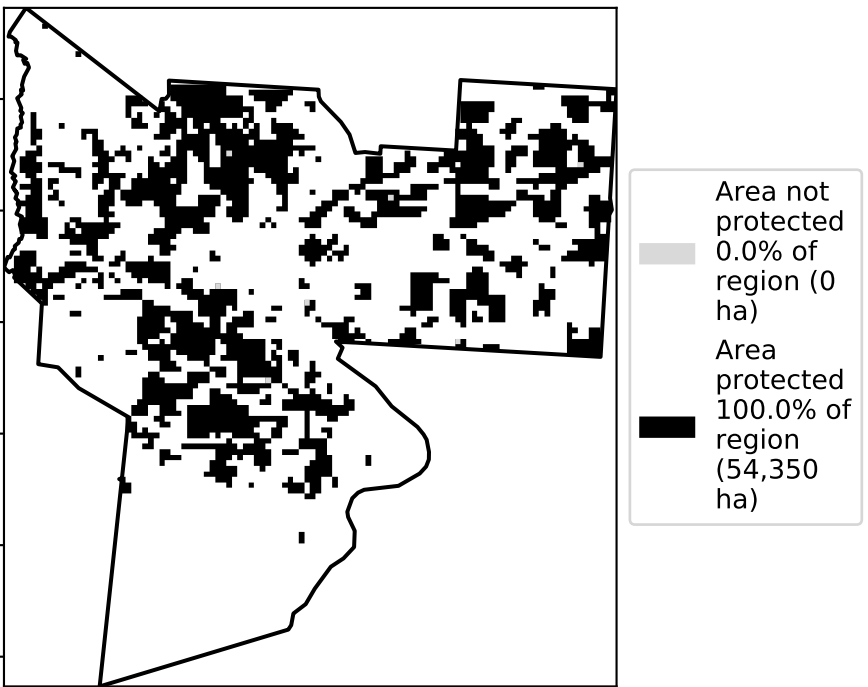 Area not
protected
0.0% of
region (0
ha)
Area
protected
100.0% of
region
(54,350
ha)